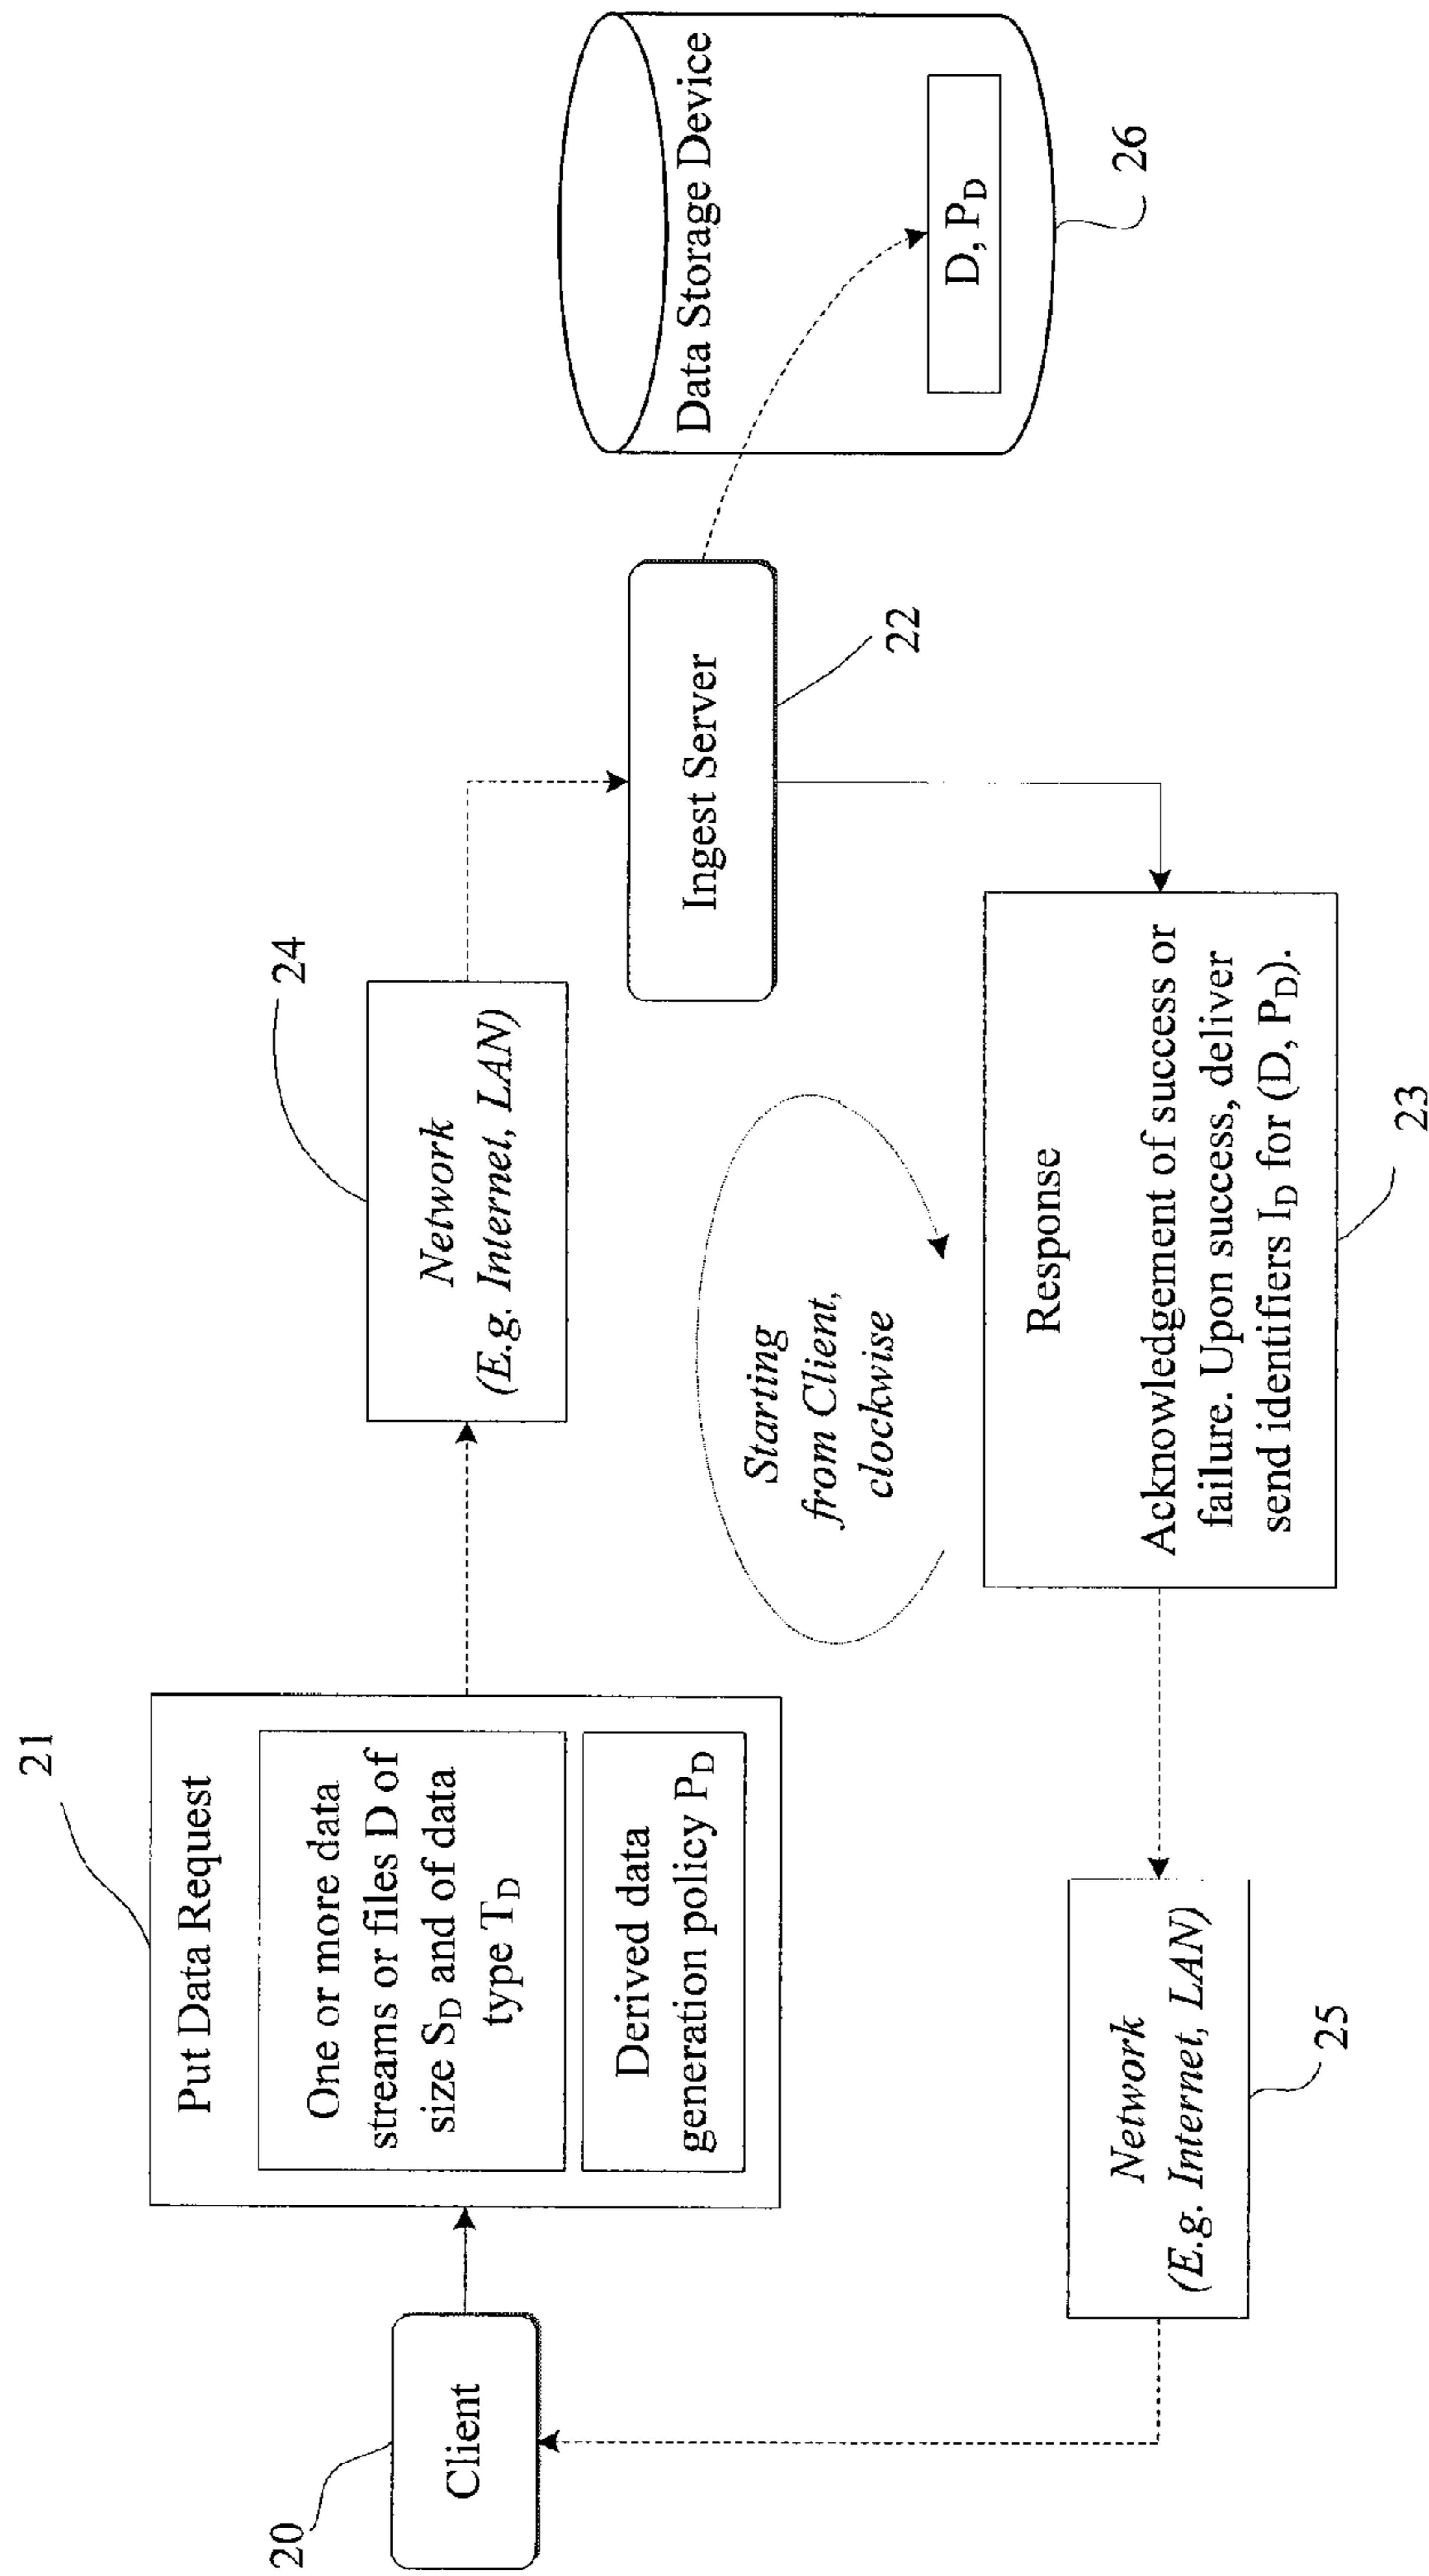 20
Client
21
Put Data Request
One or more data
streams or files D of
size S_D and of data
type T_D
Derived data
generation policy P_D
24
Network
(E.g. Internet, LAN)
Ingest Server
22
Data Storage Device
D, P_D
26
Starting
from Client,
clockwise
Response
Acknowledgement of success or
failure. Upon success, deliver
send identifiers I_D for (D, P_D).
23
Network
(E.g. Internet, LAN)
25